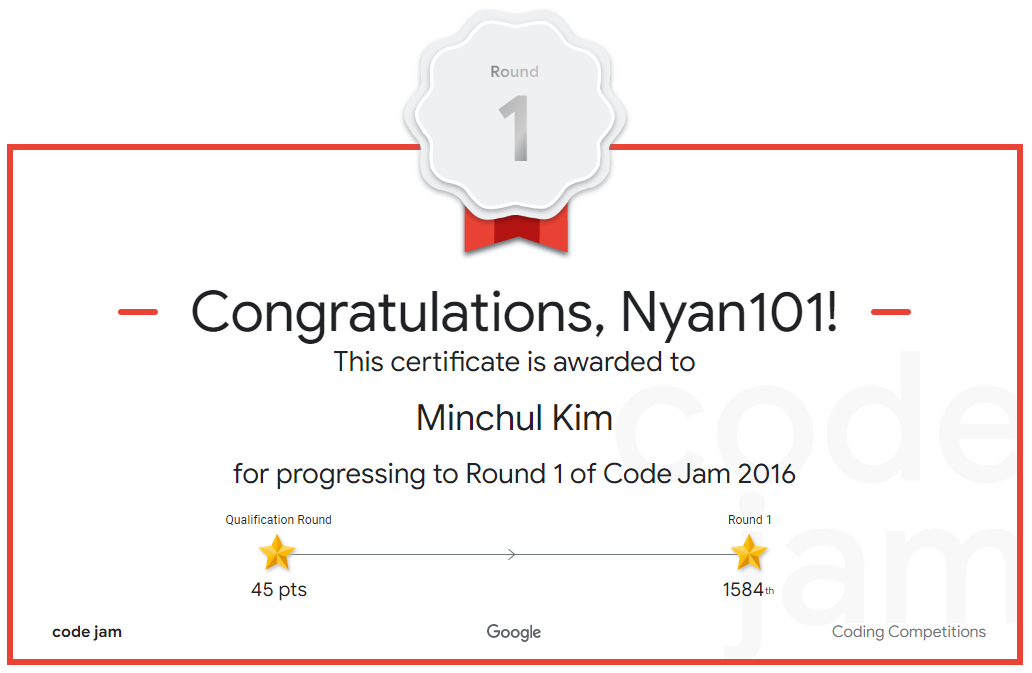 Round
1
Congratulations, Nyan101!
This certificate is awarded to
Minchul Kim
for progressing to Round 1 of Code Jam 2016
Qualification Round
Round 1
45 pts
1584th
code jam
code jam
Google
Coding Competitions